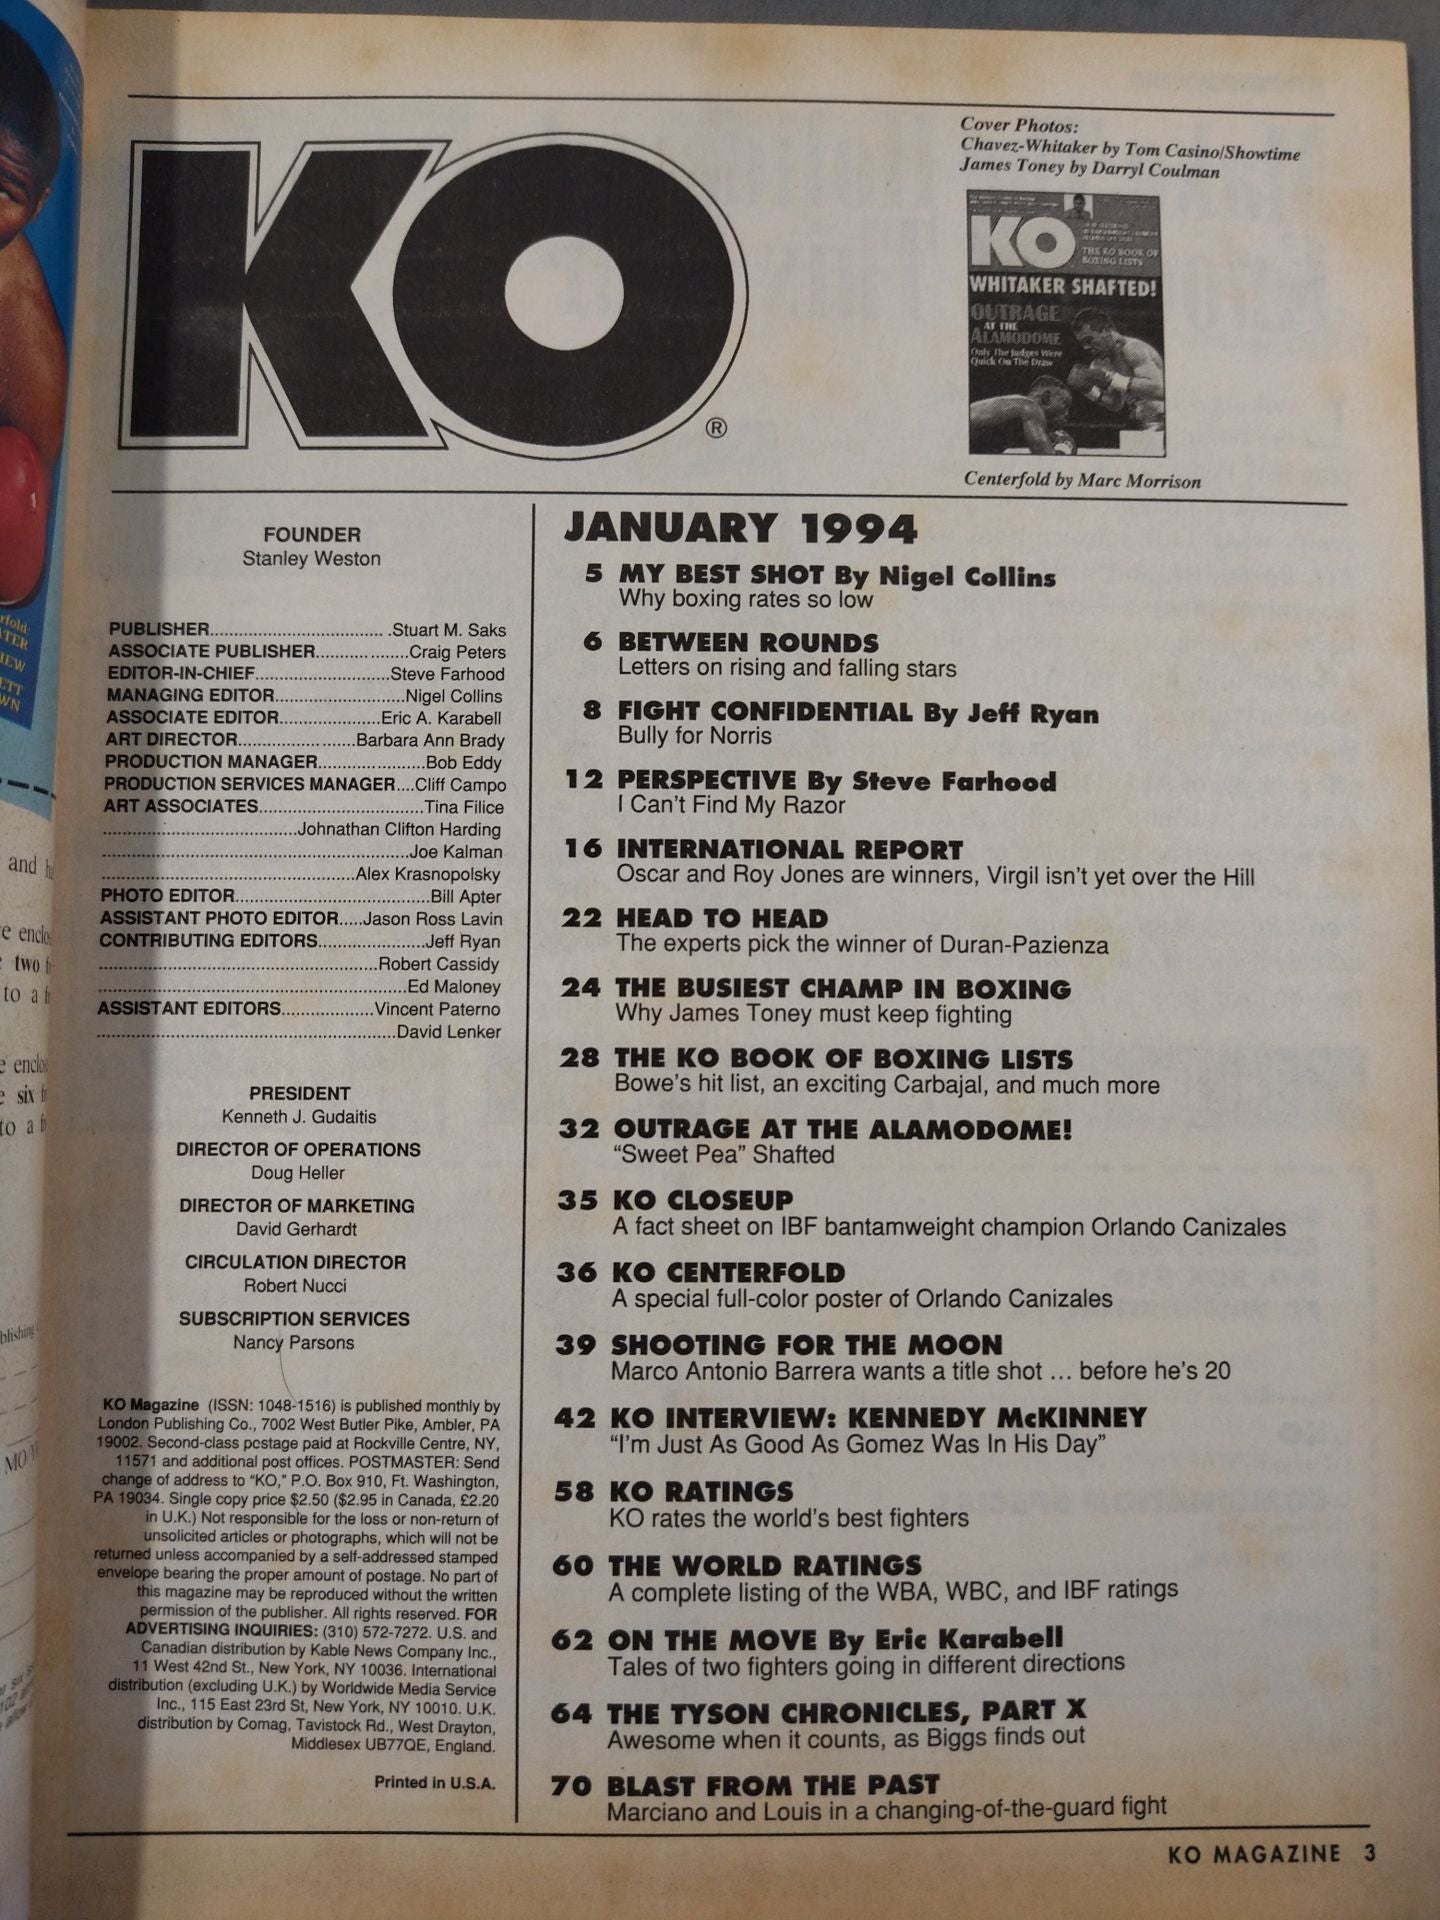 KO
®
Cover Photos:
Chavez-Whitaker by Tom Casino/Showtime
James Toney by Darryl Coulman
KO
THE KO BOOK OF
BOXING LISTS
WHITAKER SHAFTED!
OUTRAGE
AT THE
ALAMODOME
Only The Judges Were
Quick On The Draw
Centerfold by Marc Morrison
FOUNDER
Stanley Weston
PUBLISHER....................................Stuart M. Saks
ASSOCIATE PUBLISHER..................Craig Peters
EDITOR-IN-CHIEF..........................Steve Farhood
MANAGING EDITOR.........................Nigel Collins
ASSOCIATE EDITOR....................Eric A. Karabell
ART DIRECTOR.......................Barbara Ann Brady
PRODUCTION MANAGER.....................Bob Eddy
PRODUCTION SERVICES MANAGER....Cliff Campo
ART ASSOCIATES................................Tina Filice
......................................Johnathan Clifton Harding
............................................................Joe Kalman
.................................................Alex Krasnopolsky
PHOTO EDITOR......................................Bill Apter
ASSISTANT PHOTO EDITOR.....Jason Ross Lavin
CONTRIBUTING EDITORS.....................Jeff Ryan
......................................................Robert Cassidy
............................................................Ed Maloney
ASSISTANT EDITORS..................Vincent Paterno
..........................................................David Lenker
PRESIDENT
Kenneth J. Gudaitis
DIRECTOR OF OPERATIONS
Doug Heller
DIRECTOR OF MARKETING
David Gerhardt
CIRCULATION DIRECTOR
Robert Nucci
SUBSCRIPTION SERVICES
Nancy Parsons
KO Magazine (ISSN: 1048-1516) is published monthly by
London Publishing Co., 7002 West Butler Pike, Ambler, PA
19002. Second-class postage paid at Rockville Centre, NY,
11571 and additional post offices. POSTMASTER: Send
change of address to "KO," P.O. Box 910, Ft. Washington,
PA 19034. Single copy price $2.50 ($2.95 in Canada, £2.20
in U.K.) Not responsible for the loss or non-return of
unsolicited articles or photographs, which will not be
returned unless accompanied by a self-addressed stamped
envelope bearing the proper amount of postage. No part of
this magazine may be reproduced without the written
permission of the publisher. All rights reserved. FOR
ADVERTISING INQUIRIES: (310) 572-7272. U.S. and
Canadian distribution by Kable News Company Inc.,
11 West 42nd St., New York, NY 10036. International
distribution (excluding U.K.) by Worldwide Media Service
Inc., 115 East 23rd St, New York, NY 10010. U.K.
distribution by Comag, Tavistock Rd., West Drayton,
Middlesex UB77QE, England.
Printed in U.S.A.
JANUARY 1994
5 MY BEST SHOT By Nigel Collins
Why boxing rates so low
6 BETWEEN ROUNDS
Letters on rising and falling stars
8 FIGHT CONFIDENTIAL By Jeff Ryan
Bully for Norris
12 PERSPECTIVE By Steve Farhood
I Can't Find My Razor
16 INTERNATIONAL REPORT
Oscar and Roy Jones are winners, Virgil isn't yet over the Hill
22 HEAD TO HEAD
The experts pick the winner of Duran-Pazienza
24 THE BUSIEST CHAMP IN BOXING
Why James Toney must keep fighting
28 THE KO BOOK OF BOXING LISTS
Bowe's hit list, an exciting Carbajal, and much more
32 OUTRAGE AT THE ALAMODOME!
"Sweet Pea" Shafted
35 KO CLOSEUP
A fact sheet on IBF bantamweight champion Orlando Canizales
36 KO CENTERFOLD
A special full-color poster of Orlando Canizales
39 SHOOTING FOR THE MOON
Marco Antonio Barrera wants a title shot ... before he's 20
42 KO INTERVIEW: KENNEDY McKINNEY
"I'm Just As Good As Gomez Was In His Day"
58 KO RATINGS
KO rates the world's best fighters
60 THE WORLD RATINGS
A complete listing of the WBA, WBC, and IBF ratings
62 ON THE MOVE By Eric Karabell
Tales of two fighters going in different directions
64 THE TYSON CHRONICLES, PART X
Awesome when it counts, as Biggs finds out
70 BLAST FROM THE PAST
Marciano and Louis in a changing-of-the-guard fight
KO MAGAZINE 3